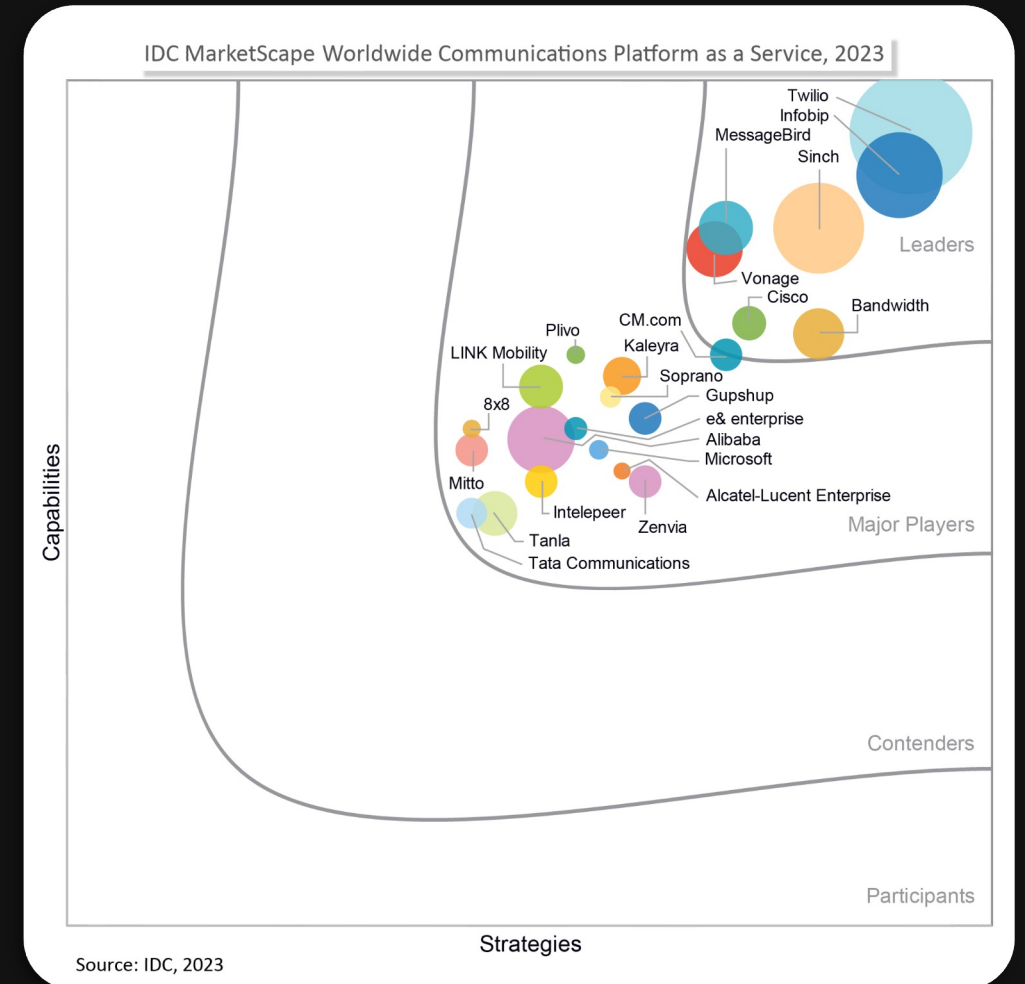 IDC MarketScape Worldwide Communications Platform as a Service, 2023
Twilio
Infobip
MessageBird
Sinch
Leaders
Vonage
Cisco
Bandwidth
CM.com
Plivo
Kaleyra
LINK Mobility
Soprano
Gupshup
8x8
e& enterprise
Alibaba
Microsoft
Mitto
Alcatel-Lucent Enterprise
Intelepeer
Zenvia
Major Players
Tanla
Tata Communications
Capabilities
Contenders
Participants
Strategies
Source: IDC, 2023